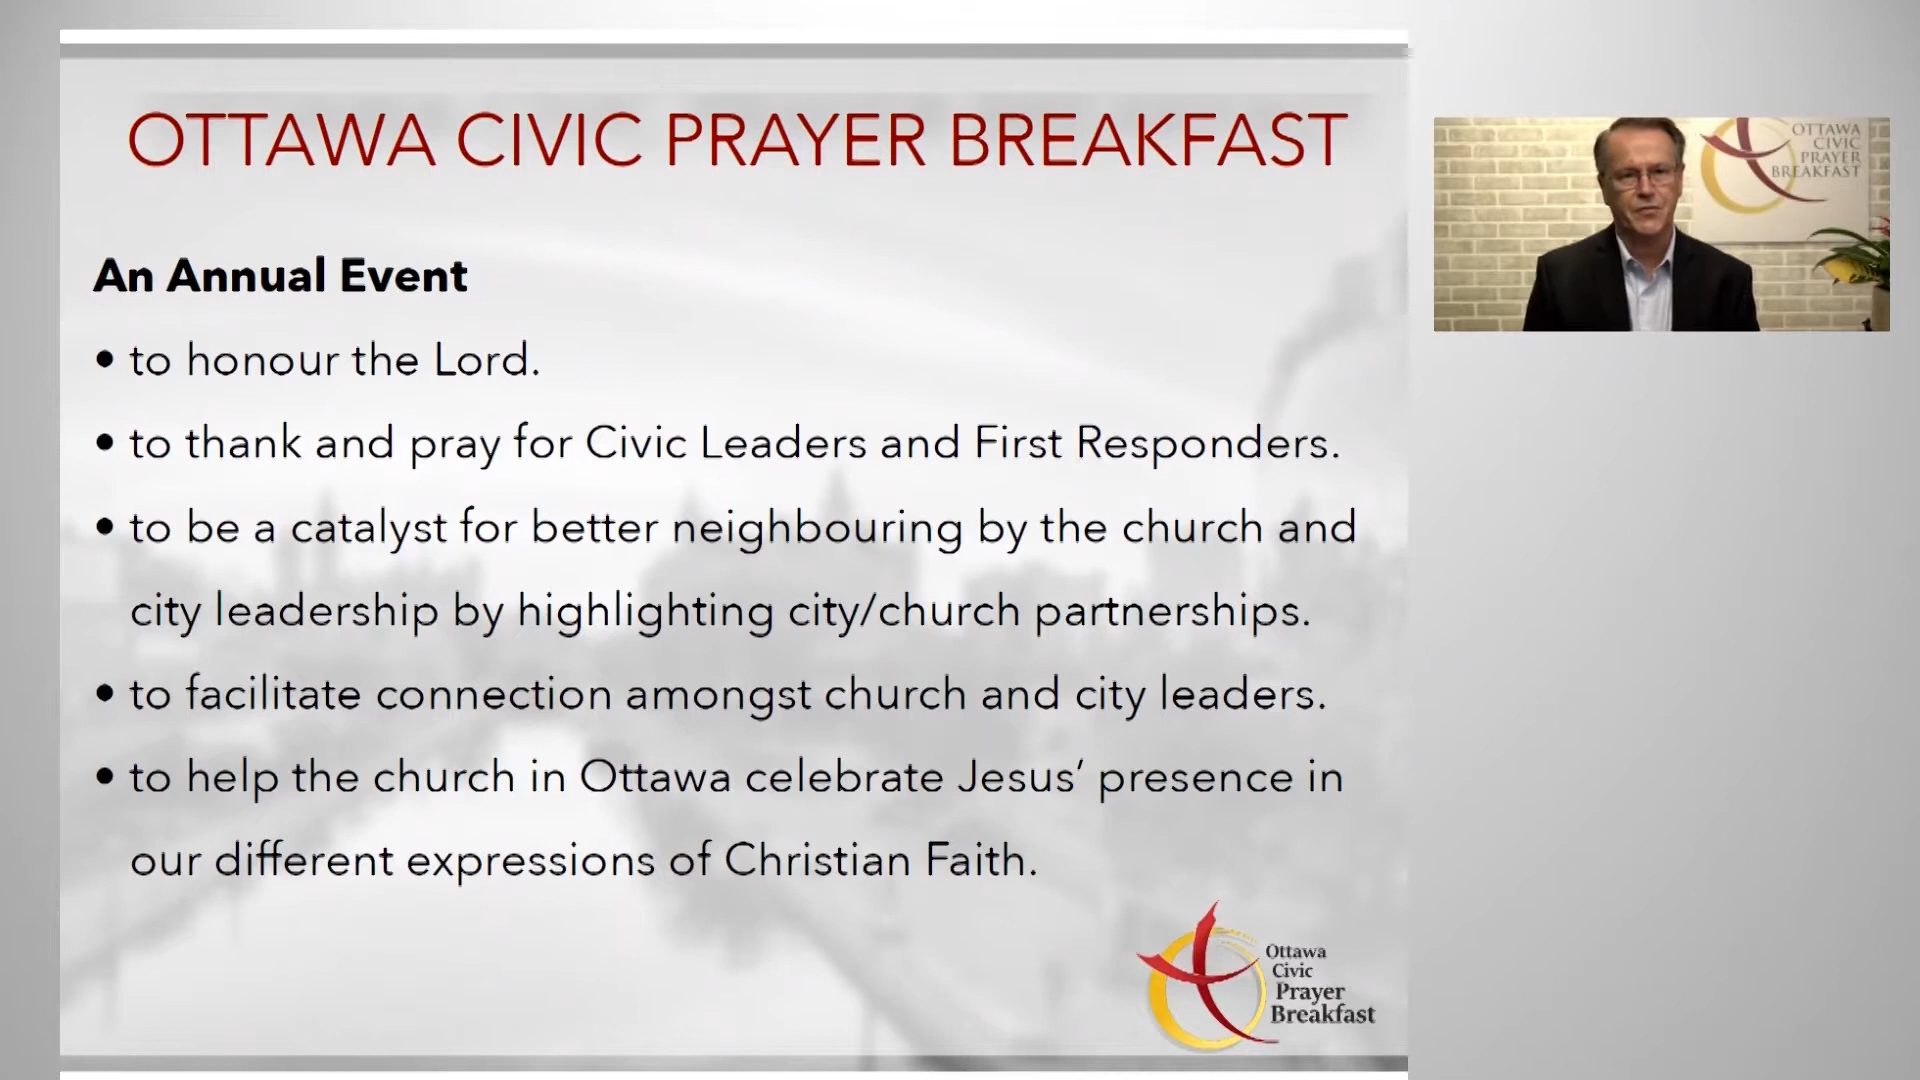 OTTAWA CIVIC PRAYER BREAKFAST
An Annual Event
• to honour the Lord.
• to thank and pray for Civic Leaders and First Responders.
• to be a catalyst for better neighbouring by the church and
city leadership by highlighting city/church partnerships.
• to facilitate connection amongst church and city leaders.
• to help the church in Ottawa celebrate Jesus’ presence in
our different expressions of Christian Faith.
Ottawa
Civic
Prayer
Breakfast
OTTAWA
CIVIC
PRAYER
BREAKFAST